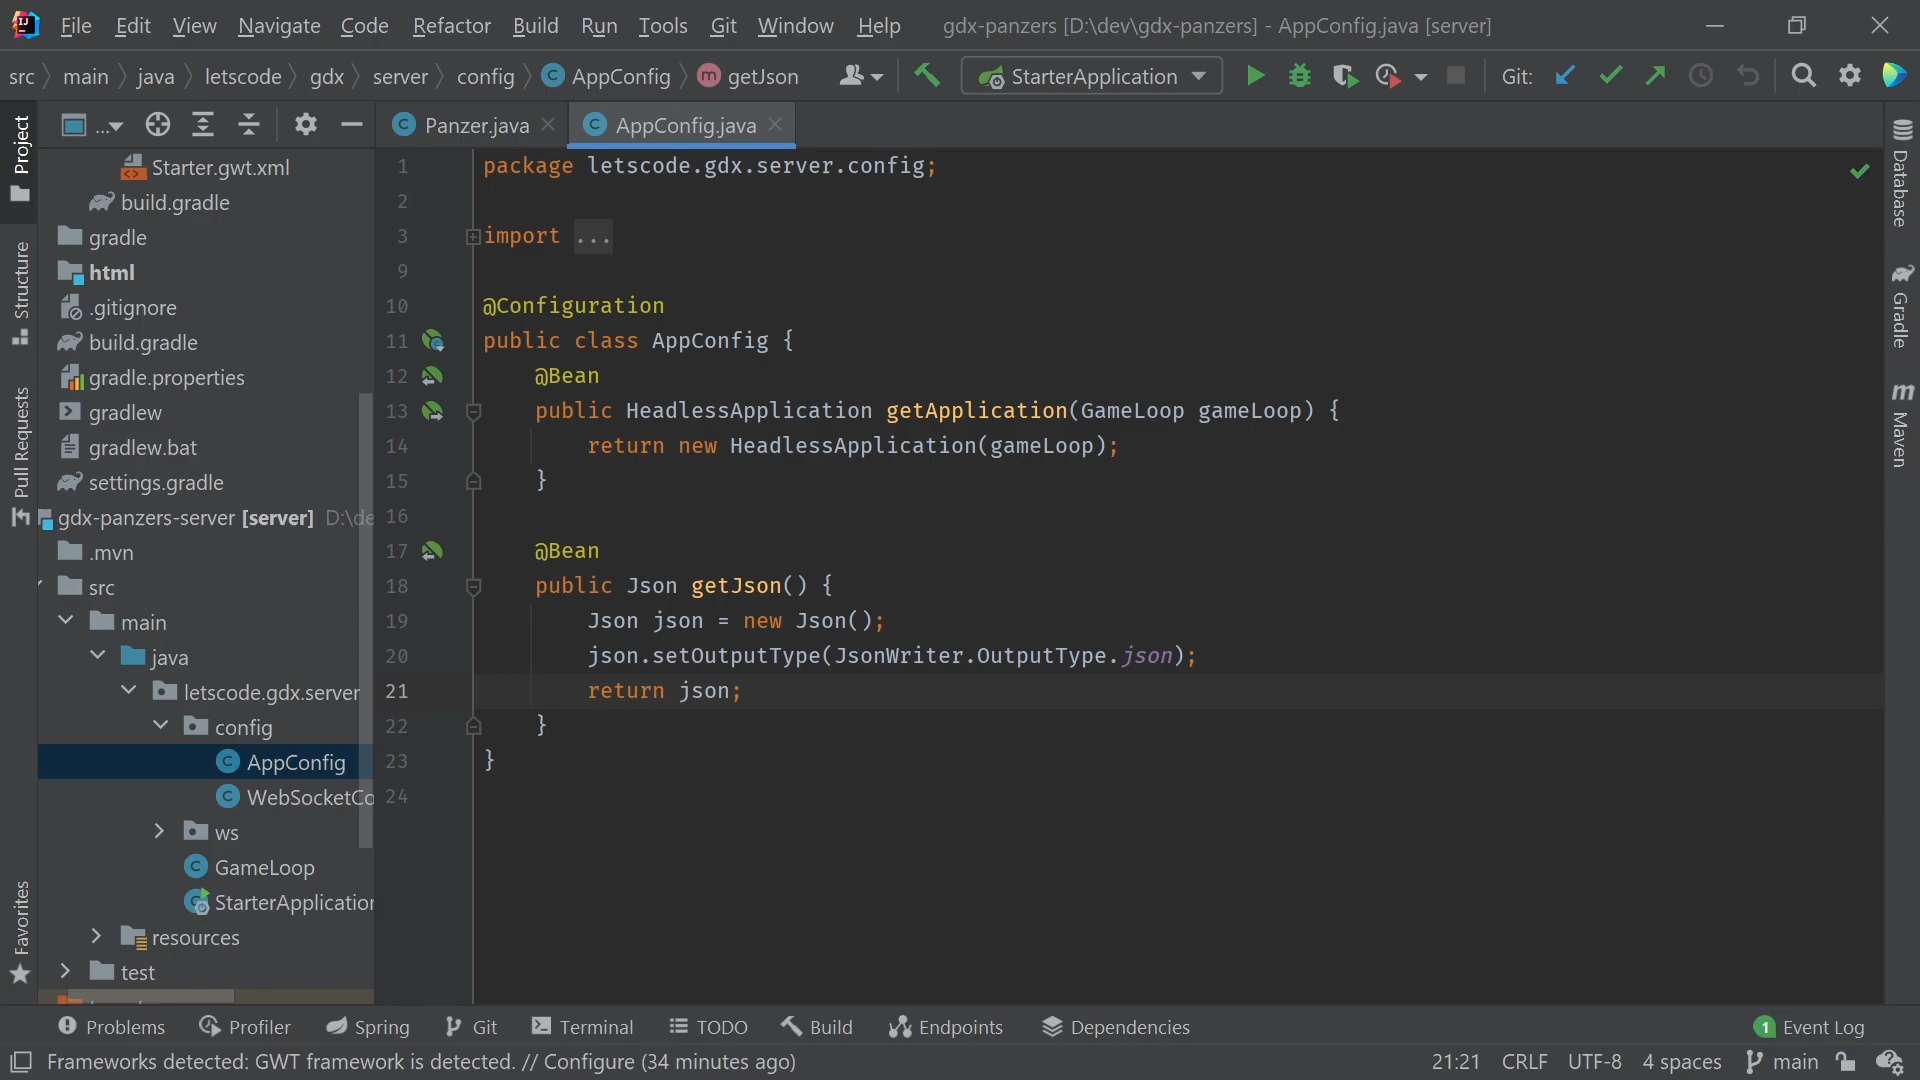 File Edit View Navigate Code Refactor Build Run Tools Git Window Help gdx-panzers [D:\dev\gdx-panzers] - AppConfig.java [server]
src main java letscode gdx server config AppConfig getJson StarterApplication Git:
Project
Structure
Pull Requests
Favorites
...
Starter.gwt.xml
build.gradle
gradle
html
.gitignore
build.gradle
gradle.properties
gradlew
gradlew.bat
settings.gradle
gdx-panzers-server [server] D:\de
.mvn
src
main
java
letscode.gdx.server
config
AppConfig
WebSocketCo
ws
GameLoop
StarterApplication
resources
test
Panzer.java AppConfig.java
1 package letscode.gdx.server.config;
2
3 import ...
9
10 @Configuration
11 public class AppConfig {
12 @Bean
13 public HeadlessApplication getApplication(GameLoop gameLoop) {
14 return new HeadlessApplication(gameLoop);
15 }
16
17 @Bean
18 public Json getJson() {
19 Json json = new Json();
20 json.setOutputType(JsonWriter.OutputType.json);
21 return json;
22 }
23 }
24
Database
Gradle
Maven
Problems Profiler Spring Git Terminal TODO Build Endpoints Dependencies 1 Event Log
Frameworks detected: GWT framework is detected. // Configure (34 minutes ago) 21:21 CRLF UTF-8 4 spaces main